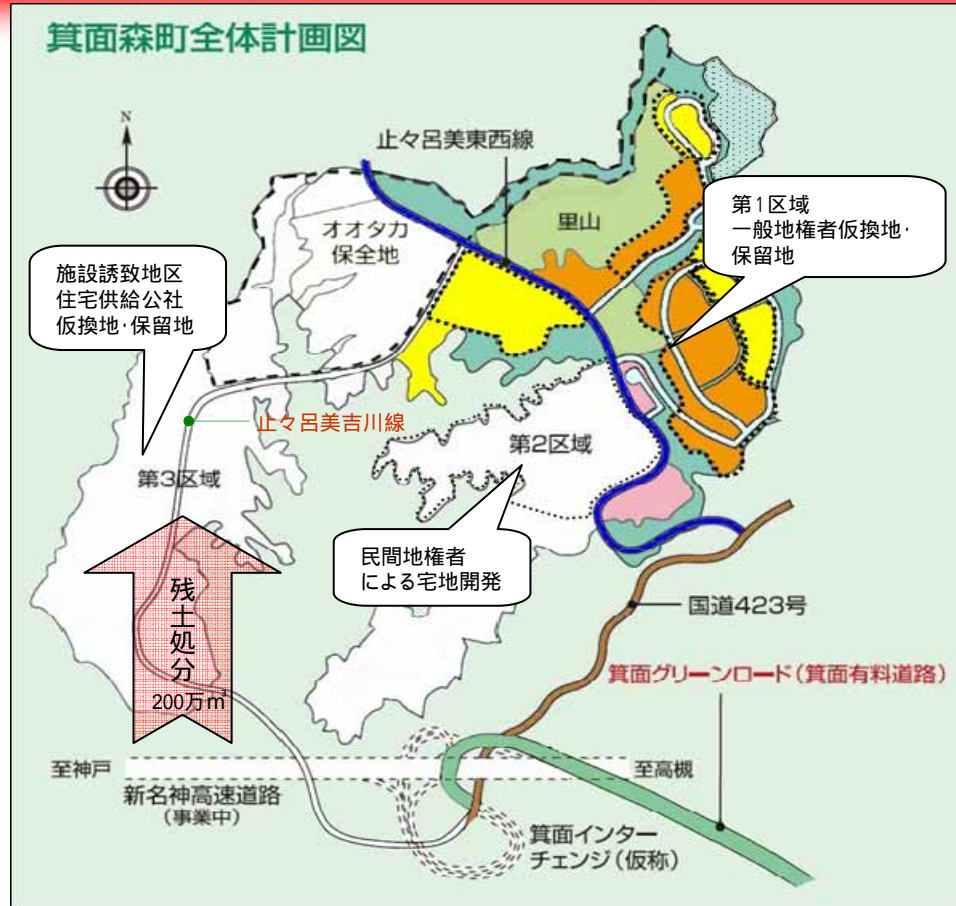 箕面森町全体計画図
N
止々呂美東西線
里山
オオタカ
保全地
第1区域
一般地権者仮換地・
保留地
施設誘致地区
住宅供給公社
仮換地・保留地
止々呂美吉川線
第2区域
第3区域
民間地権者
による宅地開発
残土処分
200万㎥
国道423号
箕面グリーンロード(箕面有料道路)
至神戸
至高槻
新名神高速道路
(事業中)
箕面インター
チェンジ(仮称)